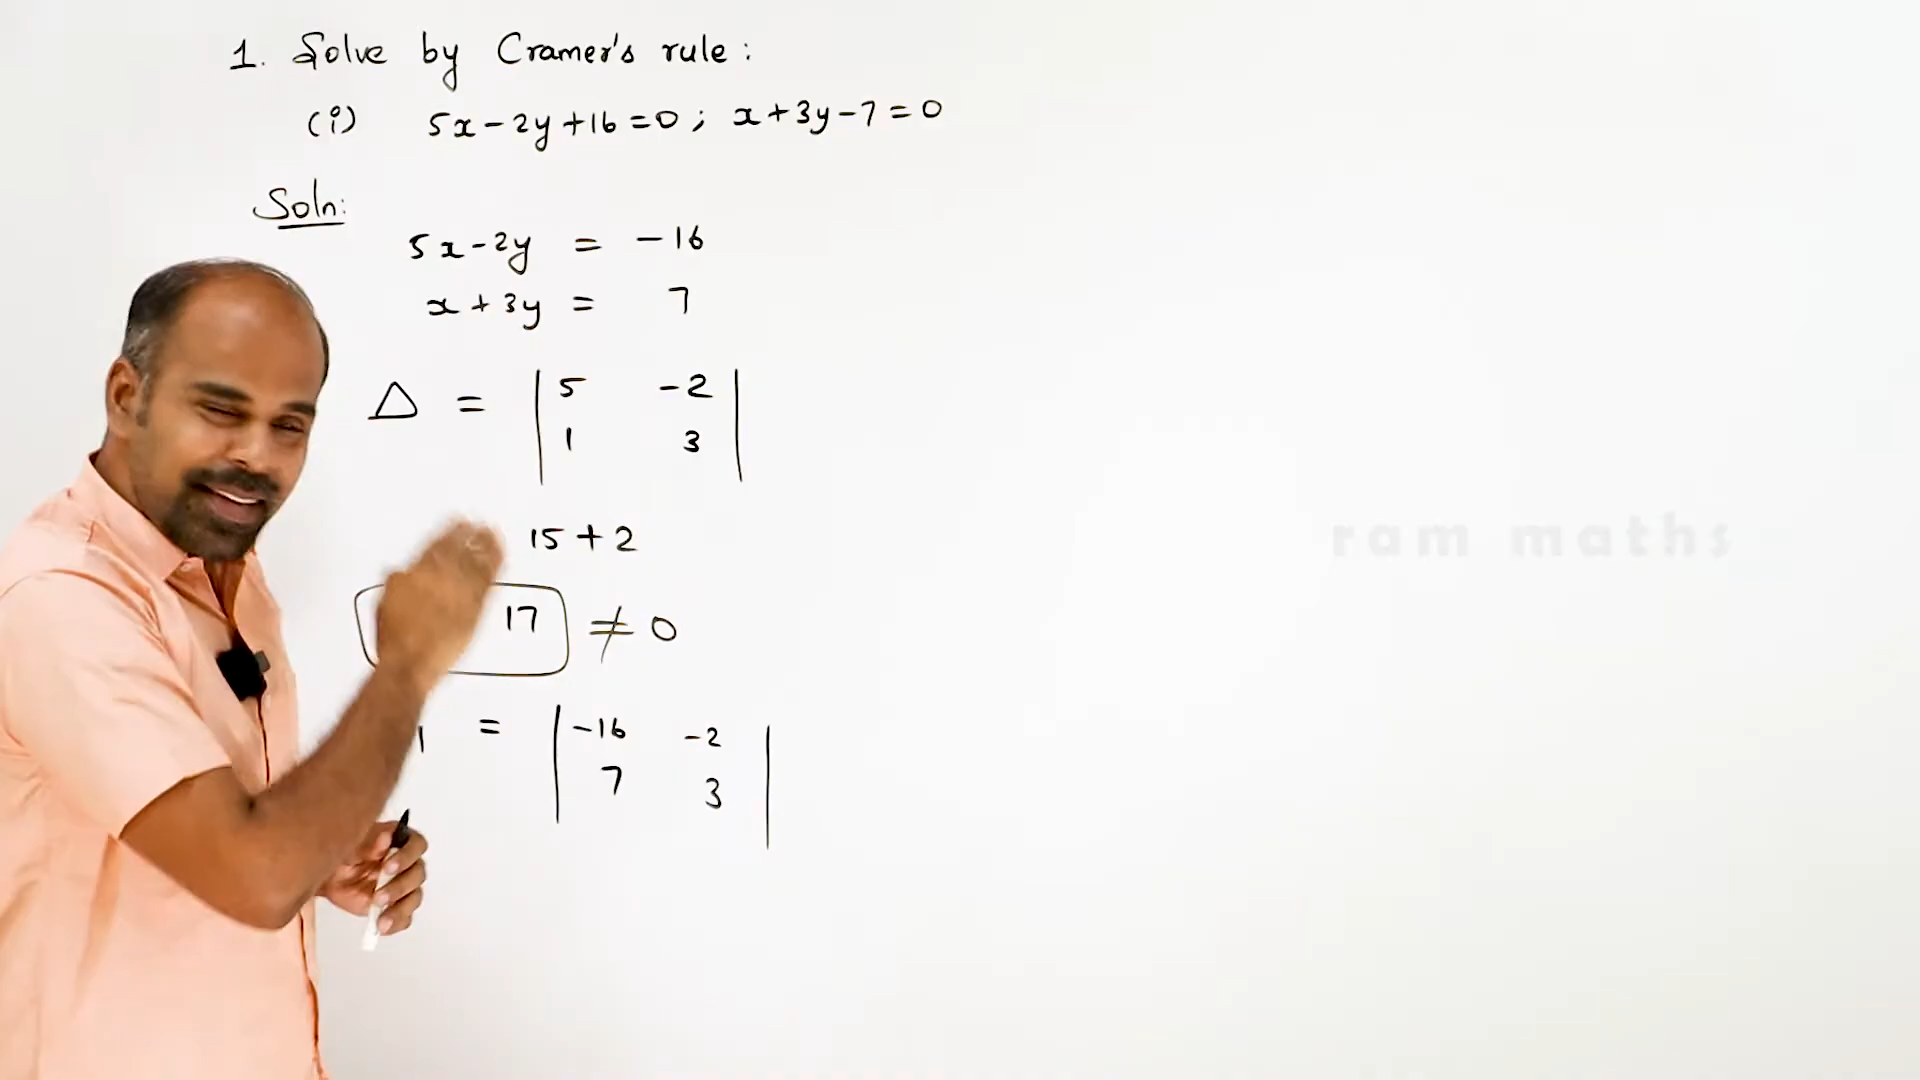 1. Solve by Cramer's rule:
(i) 5x-2y+16=0; x+3y-7=0
Soln:
5x-2y = -16
x+3y = 7
Δ = | 5 -2 |
| 1 3 |
15+2
17 ≠ 0
1 = | -16 -2 |
| 7 3 |
ram maths